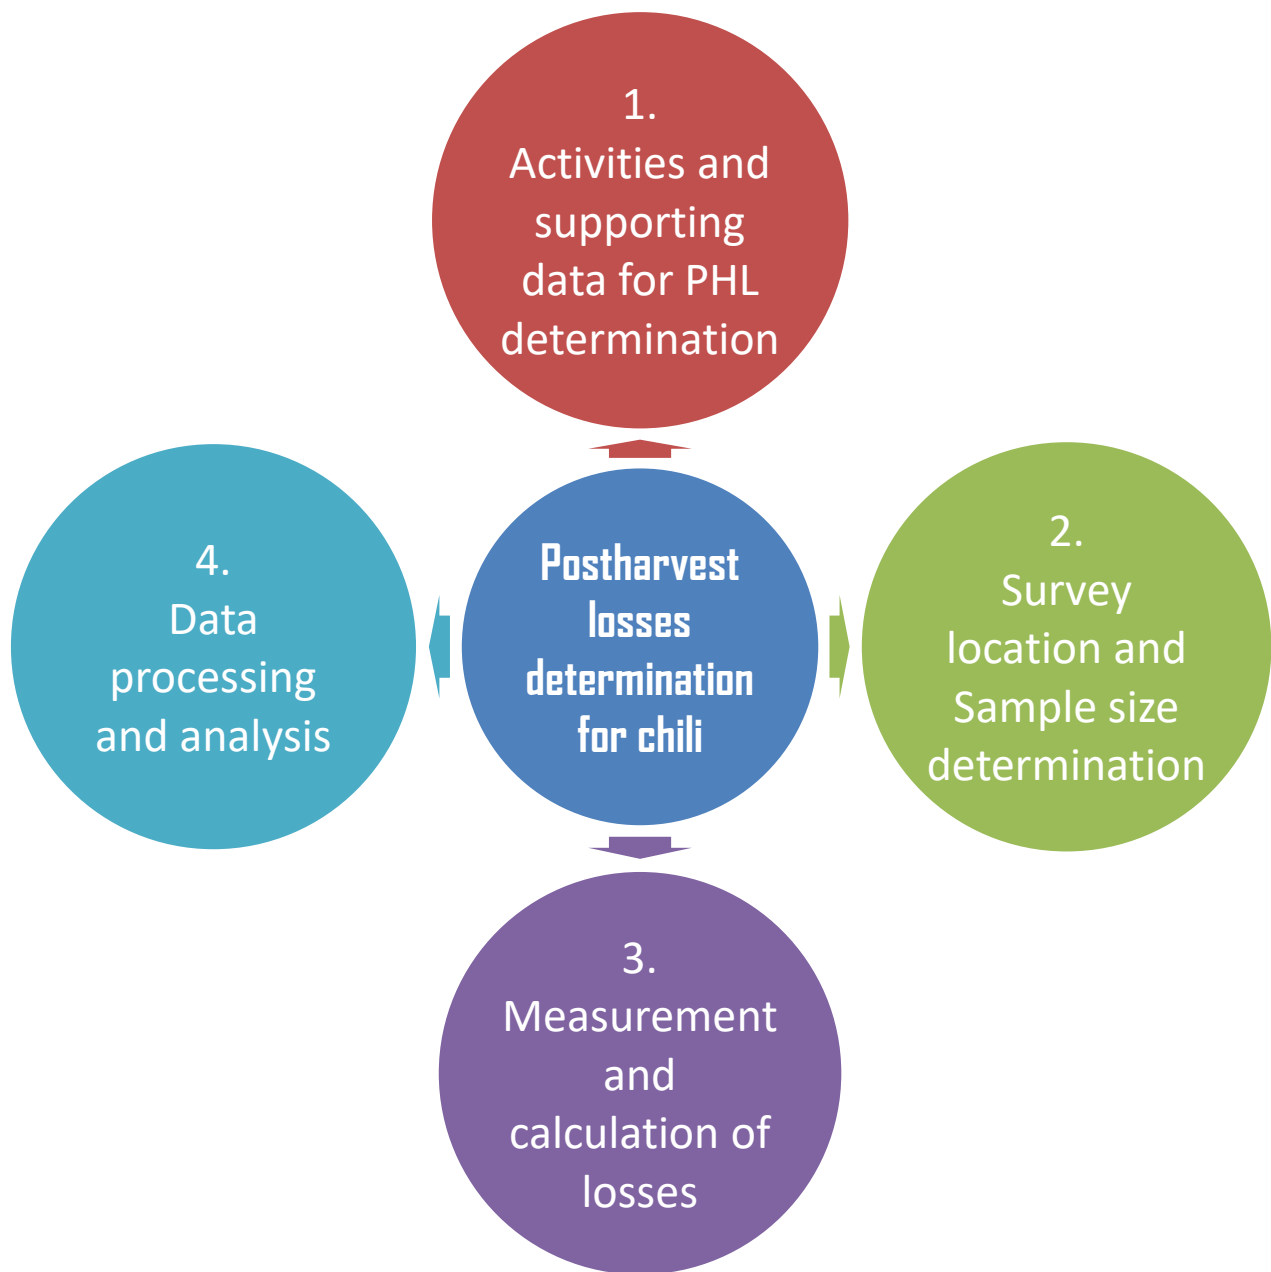 1.
Activities and
supporting
data for PHL
determination
4.
Data
processing
and analysis
Postharvest
losses
determination
for chili
2.
Survey
location and
Sample size
determination
3.
Measurement
and
calculation of
losses